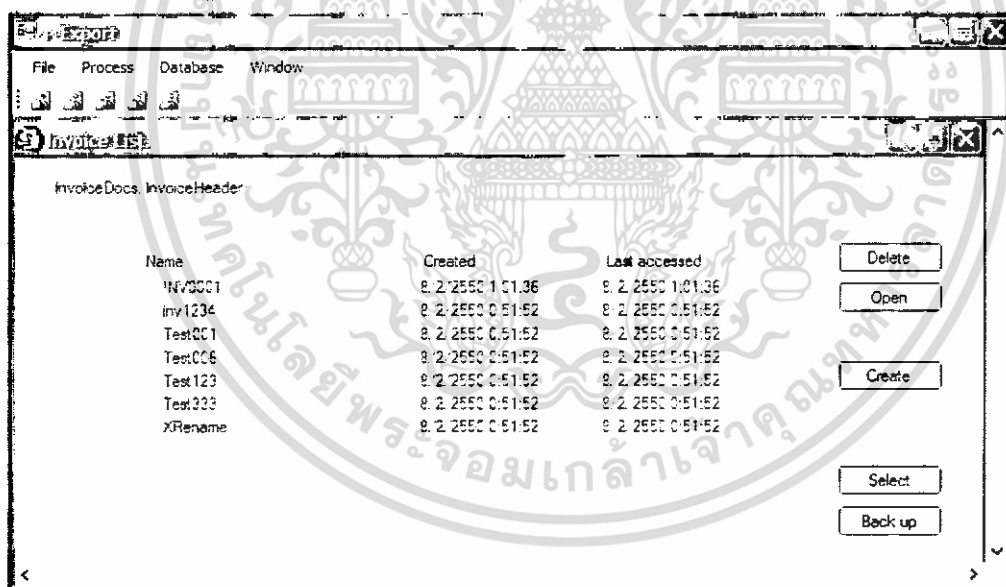 Export
File Process Database Window
Invoice List
InvoiceDocs, InvoiceHeader
Name Created Last accessed
INV0001 8/2/2550 1:01:36 8/2/2550 1:01:36
inv1234 8/2/2550 0:51:52 8/2/2550 0:51:52
Test001 8/2/2550 0:51:52 8/2/2550 0:51:52
Test006 8/2/2550 0:51:52 8/2/2550 0:51:52
Test123 8/2/2550 0:51:52 8/2/2550 0:51:52
Test333 8/2/2550 0:51:52 8/2/2550 0:51:52
XRename 8/2/2550 0:51:52 8/2/2550 0:51:52
Delete
Open
Create
Select
Back up